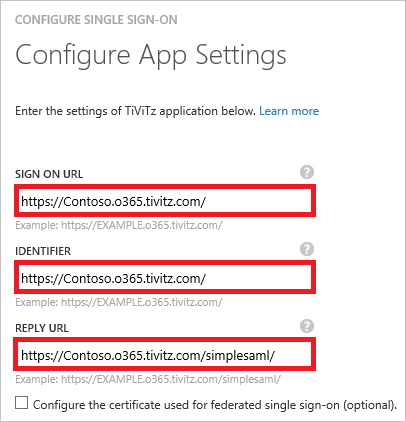 CONFIGURE SINGLE SIGN-ON
Configure App Settings
Enter the settings of TiViTz application below. Learn more
SIGN ON URL ?
https://Contoso.o365.tivitz.com/
Example: https://EXAMPLE.o365.tivitz.com/
IDENTIFIER ?
https://Contoso.o365.tivitz.com/
Example: https://EXAMPLE.o365.tivitz.com/
REPLY URL ?
https://Contoso.o365.tivitz.com/simplesaml/
Example: https://EXAMPLE.o365.tivitz.com/simplesaml/
Configure the certificate used for federated single sign-on (optional).